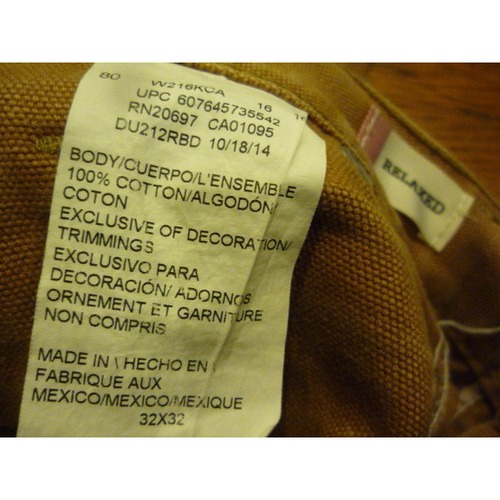 80 W216KCA 16
UPC 607645735542
RN20697 CA01095
DU212RBD 10/18/14
BODY/CUERPO/L'ENSEMBLE
100% COTTON/ALGODÓN/
COTON
EXCLUSIVE OF DECORATION/
TRIMMINGS
EXCLUSIVO PARA
DECORACIÓN/ ADORNOS
ORNEMENT ET GARNITURE
NON COMPRIS
MADE IN \ HECHO EN \
FABRIQUE AUX
MEXICO/MEXICO/MEXIQUE
32X32
RELAXED